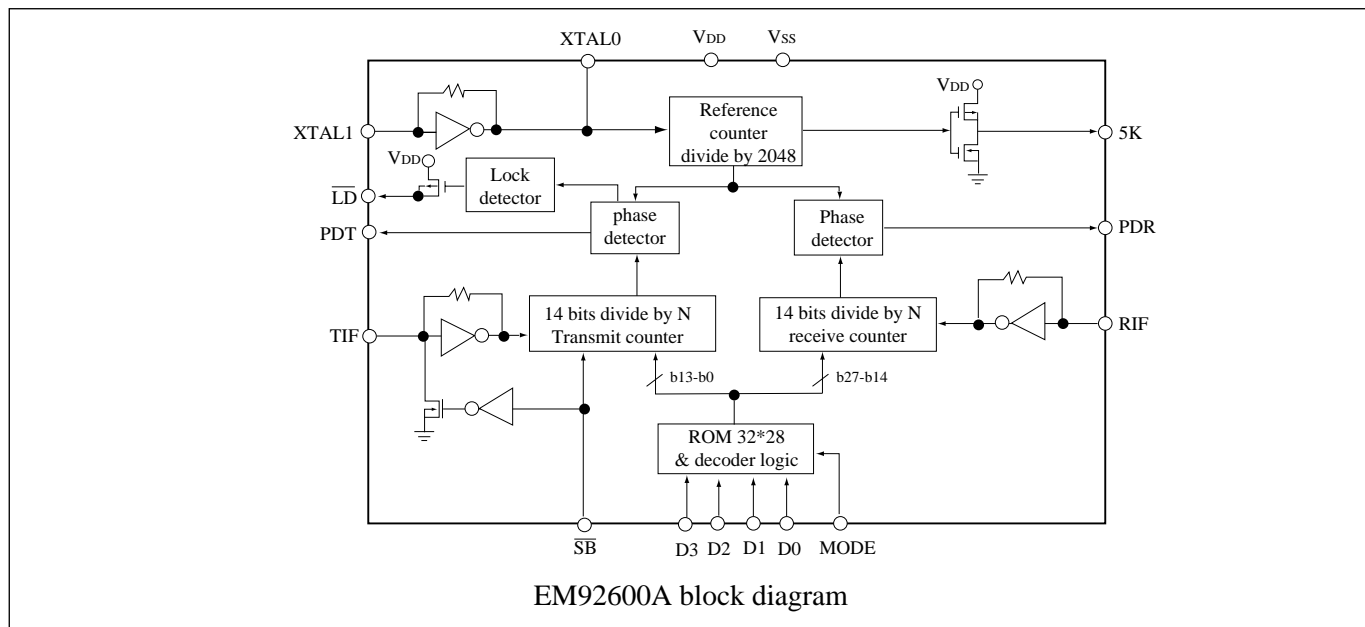 XTAL0
VDD
VSS
XTAL1
Reference
counter
divide by 2048
VDD
5K
VDD
Lock
detector
LD
phase
detector
Phase
detector
PDT
PDR
14 bits divide by N
Transmit counter
14 bits divide by N
receive counter
TIF
RIF
b13-b0
b27-b14
ROM 32*28
& decoder logic
SB
D3
D2
D1
D0
MODE
EM92600A block diagram